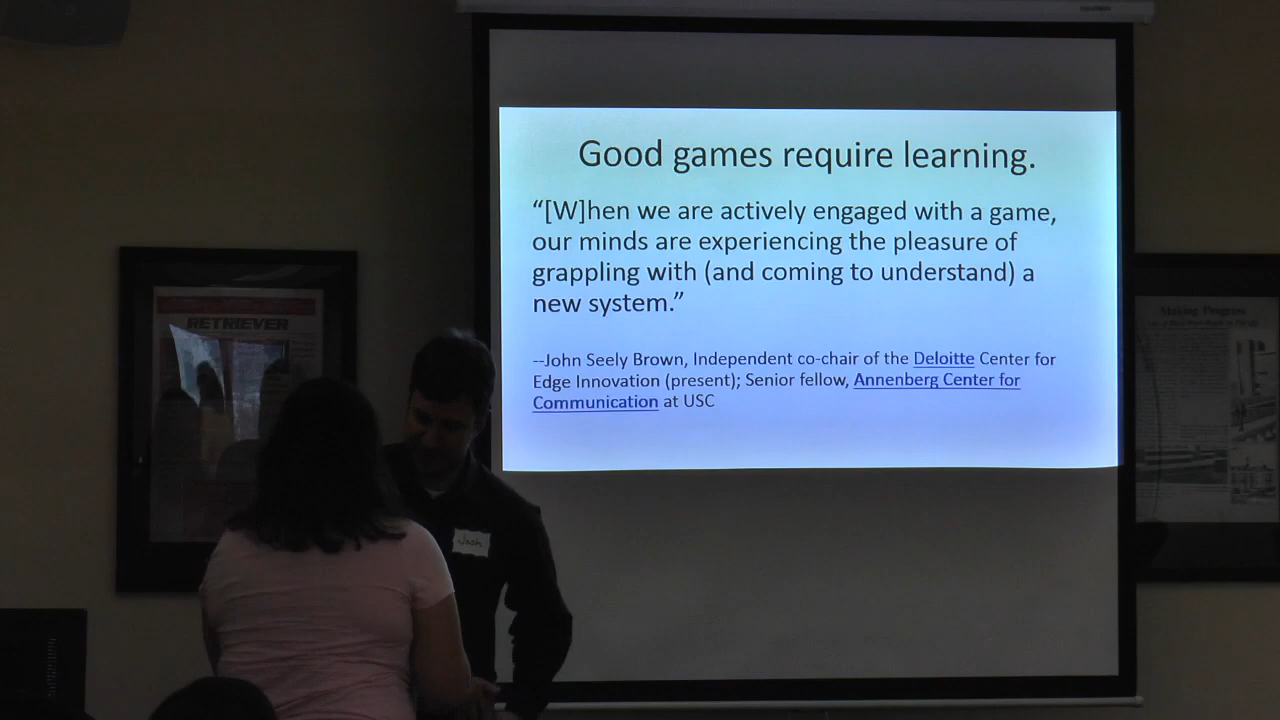 Good games require learning.
“[W]hen we are actively engaged with a game,
our minds are experiencing the pleasure of
grappling with (and coming to understand) a
new system.”
--John Seely Brown, Independent co-chair of the Deloitte Center for
Edge Innovation (present); Senior fellow, Annenberg Center for
Communication at USC
RETRIEVER
Josh
Making Progress